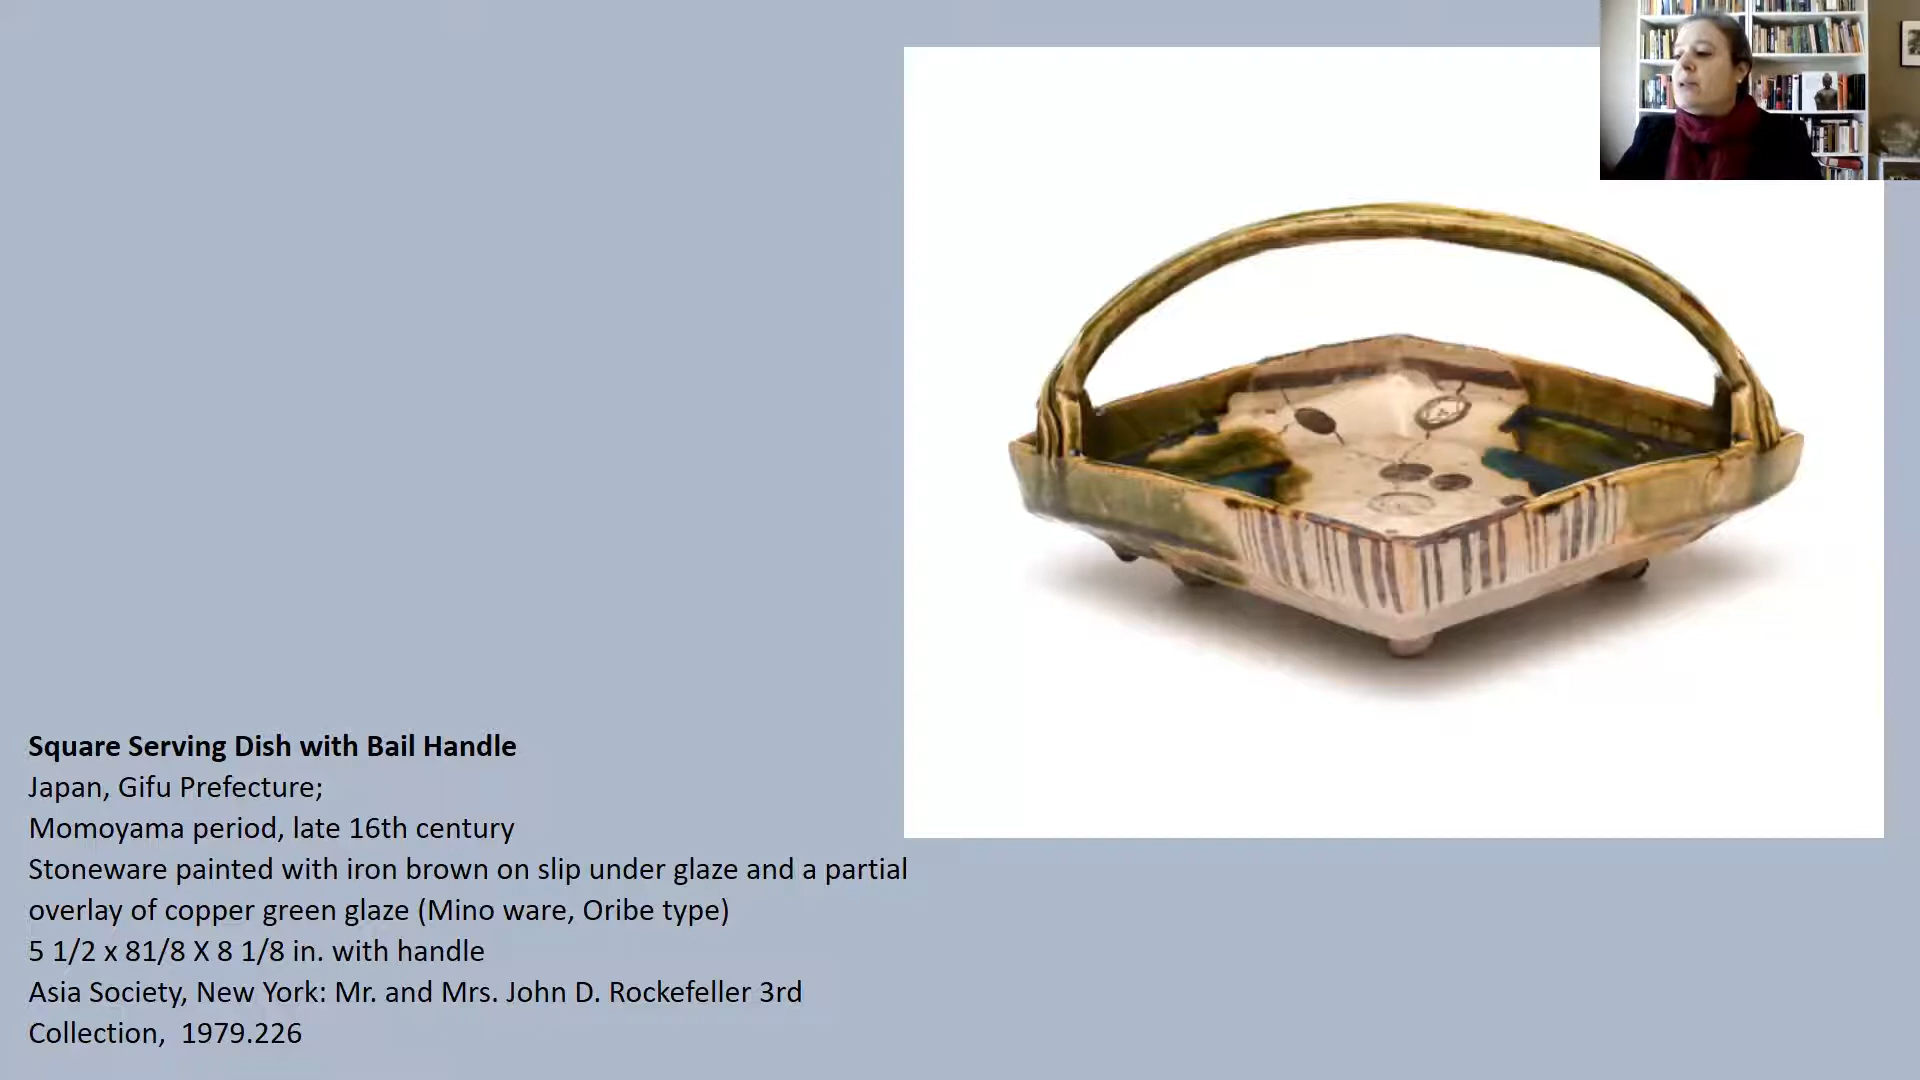 Square Serving Dish with Bail Handle
Japan, Gifu Prefecture;
Momoyama period, late 16th century
Stoneware painted with iron brown on slip under glaze and a partial
overlay of copper green glaze (Mino ware, Oribe type)
5 1/2 x 81/8 X 8 1/8 in. with handle
Asia Society, New York: Mr. and Mrs. John D. Rockefeller 3rd
Collection,  1979.226